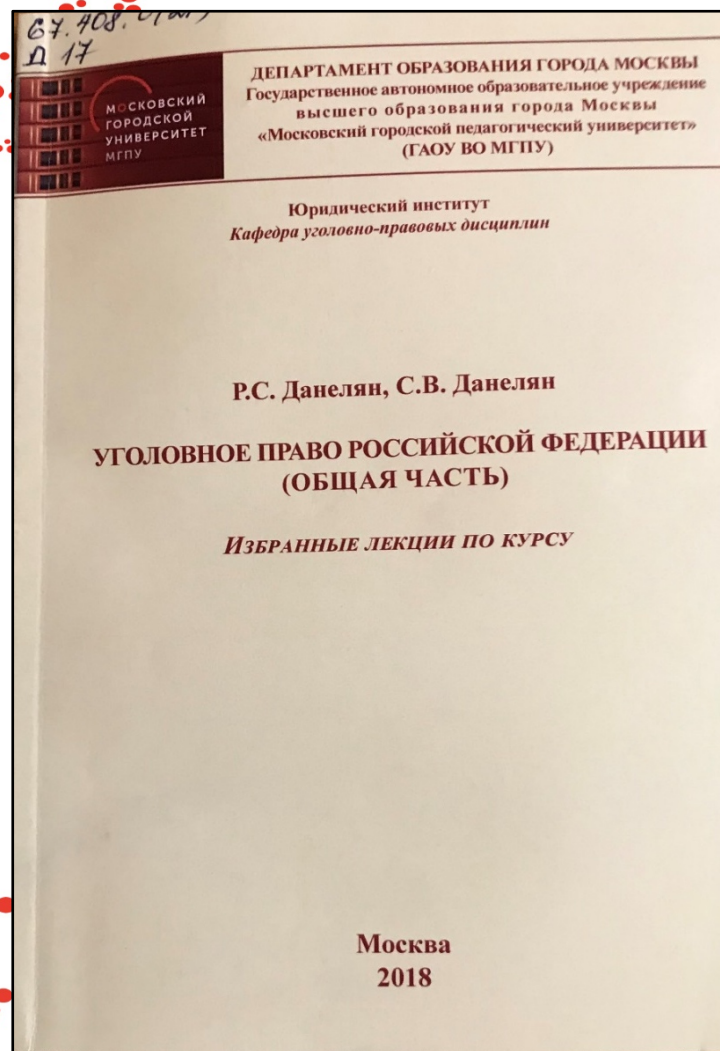 67.408.
Д 17
МОСКОВСКИЙ
ГОРОДСКОЙ
УНИВЕРСИТЕТ
МГПУ
ДЕПАРТАМЕНТ ОБРАЗОВАНИЯ ГОРОДА МОСКВЫ
Государственное автономное образовательное учреждение
высшего образования города Москвы
«Московский городской педагогический университет»
(ГАОУ ВО МГПУ)
Юридический институт
Кафедра уголовно-правовых дисциплин
Р.С. Данелян, С.В. Данелян
УГОЛОВНОЕ ПРАВО РОССИЙСКОЙ ФЕДЕРАЦИИ
(ОБЩАЯ ЧАСТЬ)
ИЗБРАННЫЕ ЛЕКЦИИ ПО КУРСУ
Москва
2018